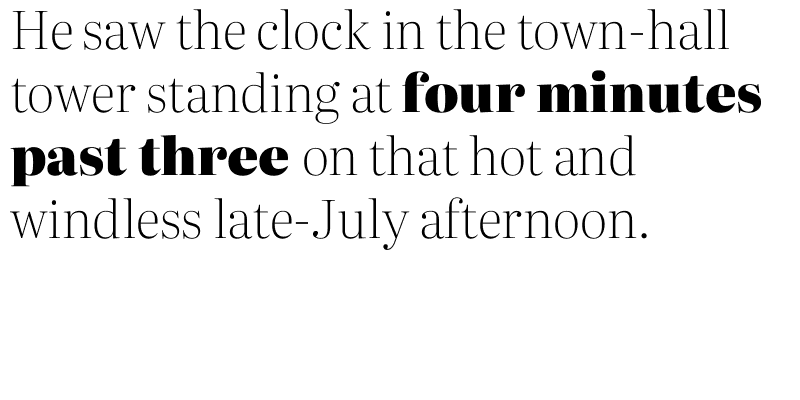 He saw the clock in the town-hall
tower standing at four minutes
past three on that hot and
windless late-July afternoon.